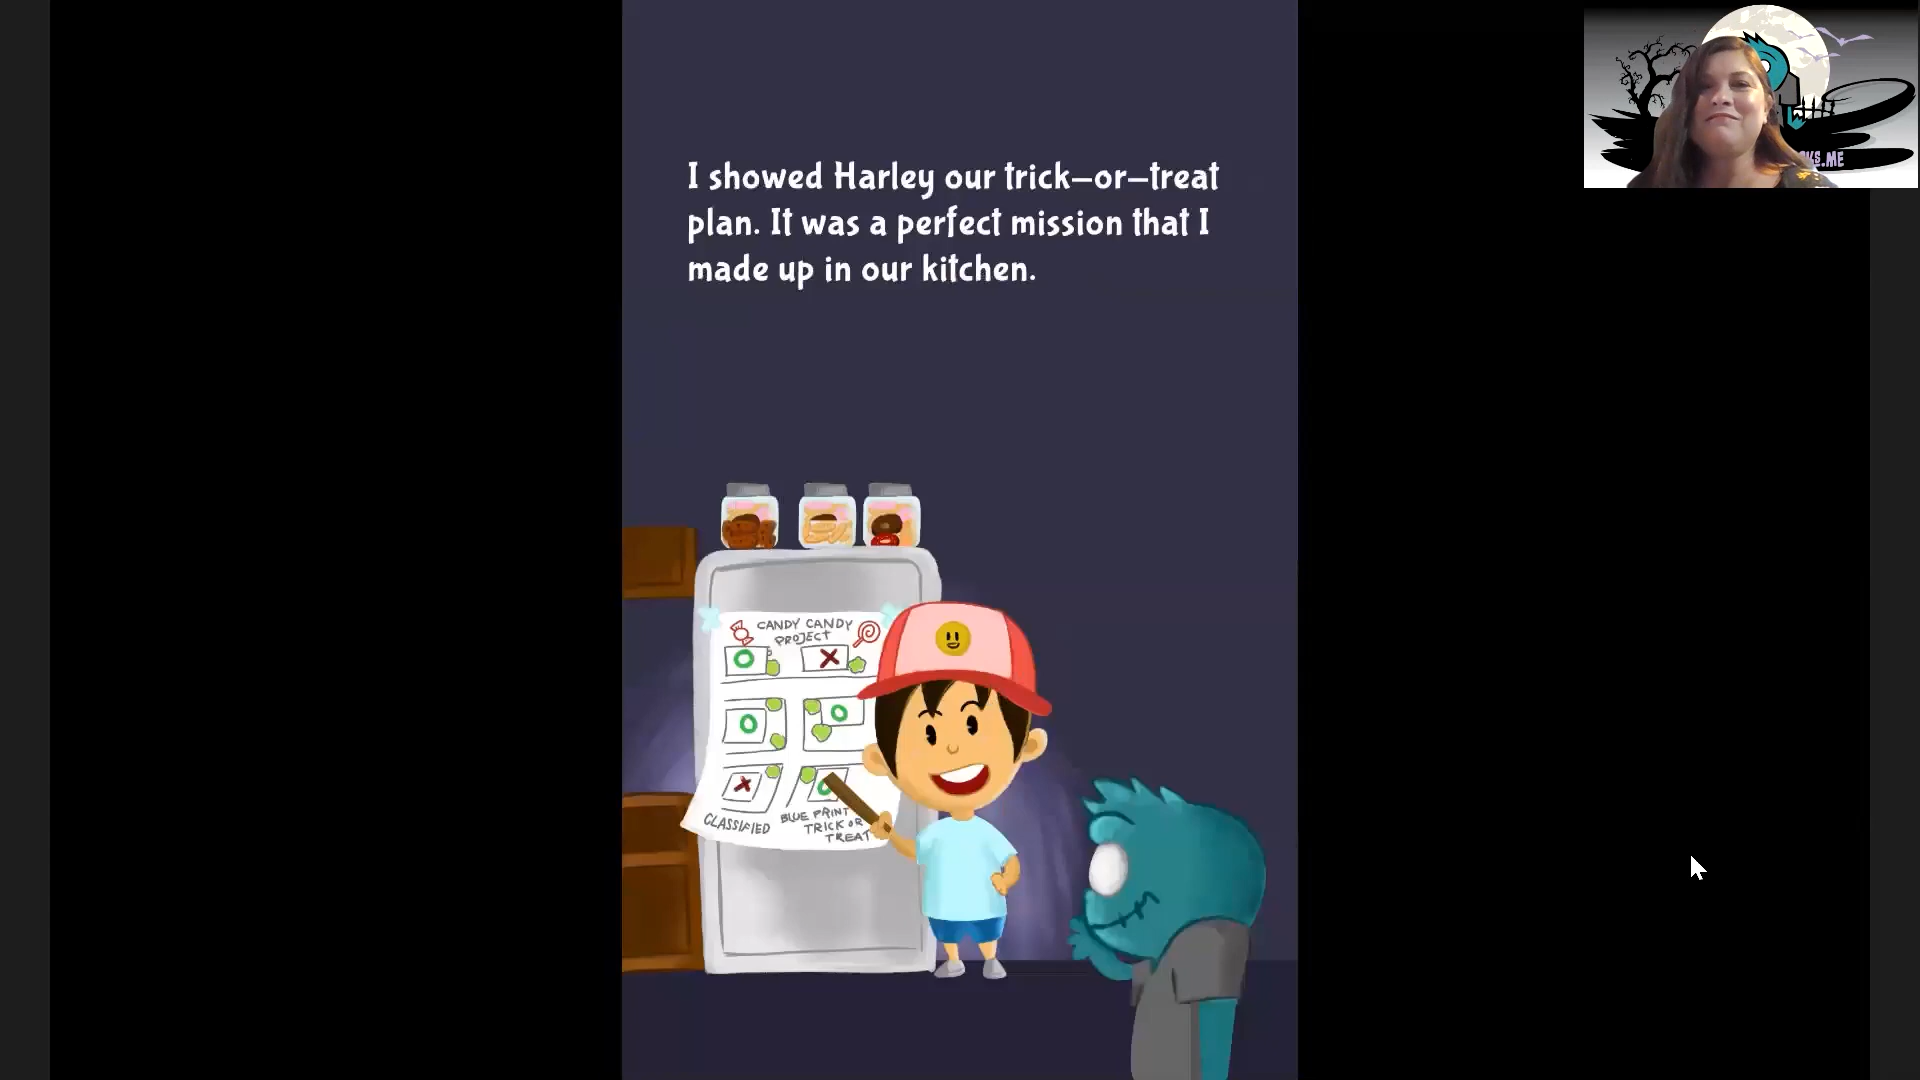 I showed Harley our trick–or–treat
plan. It was a perfect mission that I
made up in our kitchen.
CANDY CANDY
PROJECT
CLASSIFIED
BLUE PRINT
TRICK OR
TREAT
.ME